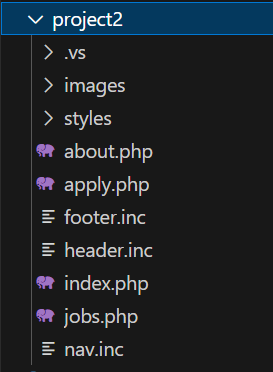 project2
.vs
images
styles
about.php
apply.php
footer.inc
header.inc
index.php
jobs.php
nav.inc